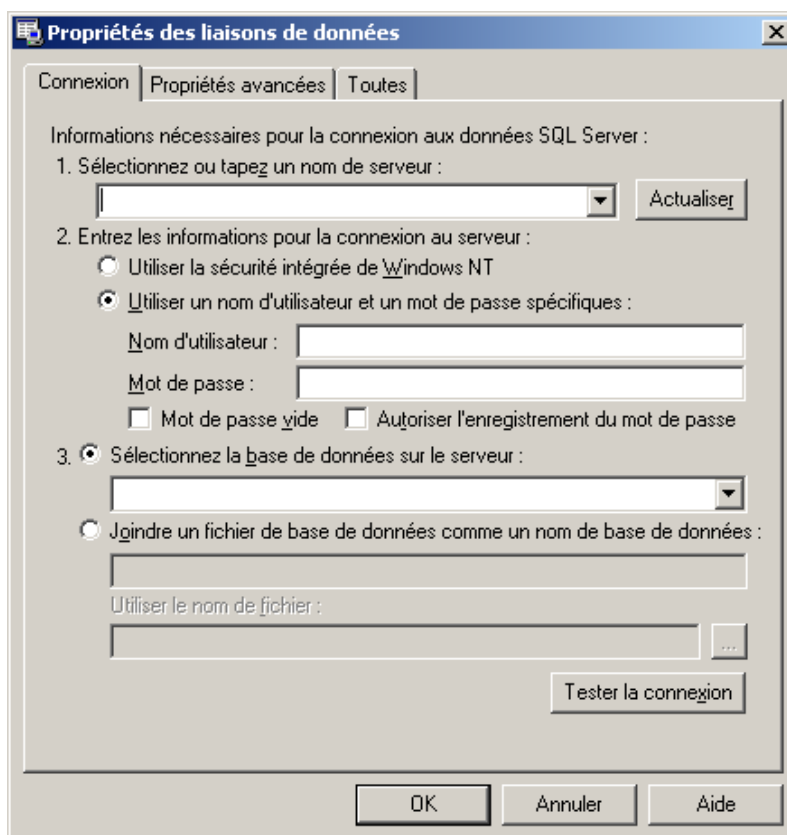 Propriétés des liaisons de données
Connexion Propriétés avancées Toutes
Informations nécessaires pour la connexion aux données SQL Server :
1. Sélectionnez ou tapez un nom de serveur :
Actualiser
2. Entrez les informations pour la connexion au serveur :
Utiliser la sécurité intégrée de Windows NT
Utiliser un nom d'utilisateur et un mot de passe spécifiques :
Nom d'utilisateur :
Mot de passe :
Mot de passe vide Autoriser l'enregistrement du mot de passe
3. Sélectionnez la base de données sur le serveur :
Joindre un fichier de base de données comme un nom de base de données :
Utiliser le nom de fichier :
...
Tester la connexion
OK Annuler Aide